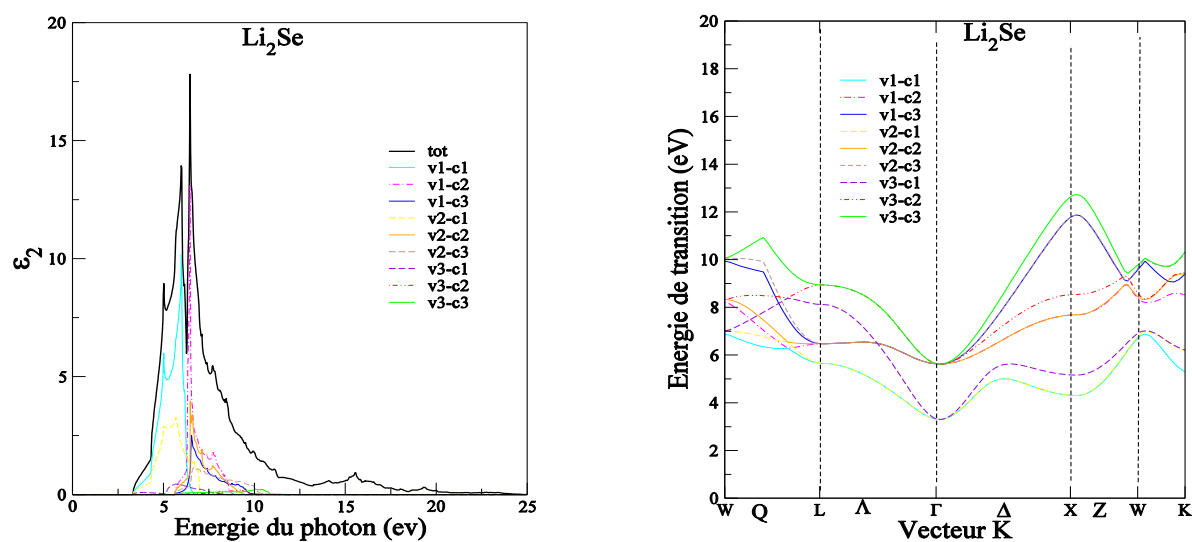 Li2Se
20
15
10
5
0
ε2
tot
v1-c1
v1-c2
v1-c3
v2-c1
v2-c2
v2-c3
v3-c1
v3-c2
v3-c3
0 5 10 15 20 25
Energie du photon (ev)
Li2Se
20
18
16
14
12
10
8
6
4
2
0
Energie de transition (eV)
v1-c1
v1-c2
v1-c3
v2-c1
v2-c2
v2-c3
v3-c1
v3-c2
v3-c3
W Q L Λ Γ Δ X Z W K
Vecteur K